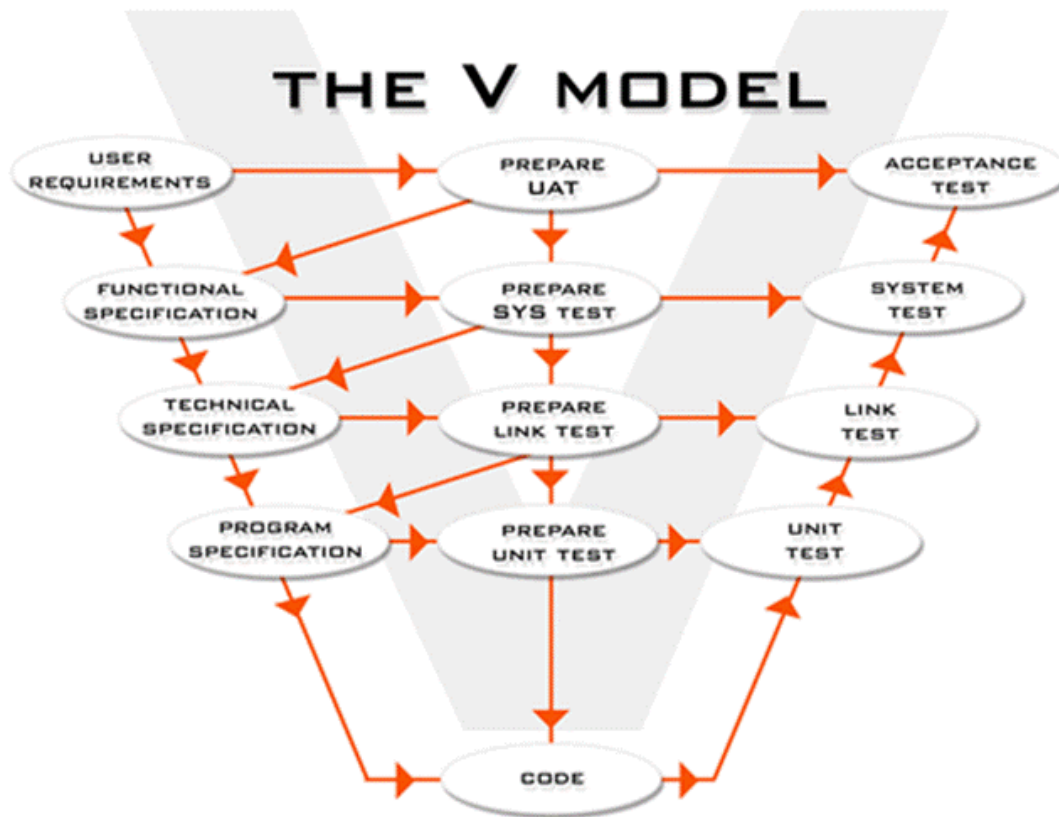 THE V MODEL
USER
REQUIREMENTS
PREPARE
UAT
ACCEPTANCE
TEST
FUNCTIONAL
SPECIFICATION
PREPARE
SYS TEST
SYSTEM
TEST
TECHNICAL
SPECIFICATION
PREPARE
LINK TEST
LINK
TEST
PROGRAM
SPECIFICATION
PREPARE
UNIT TEST
UNIT
TEST
CODE